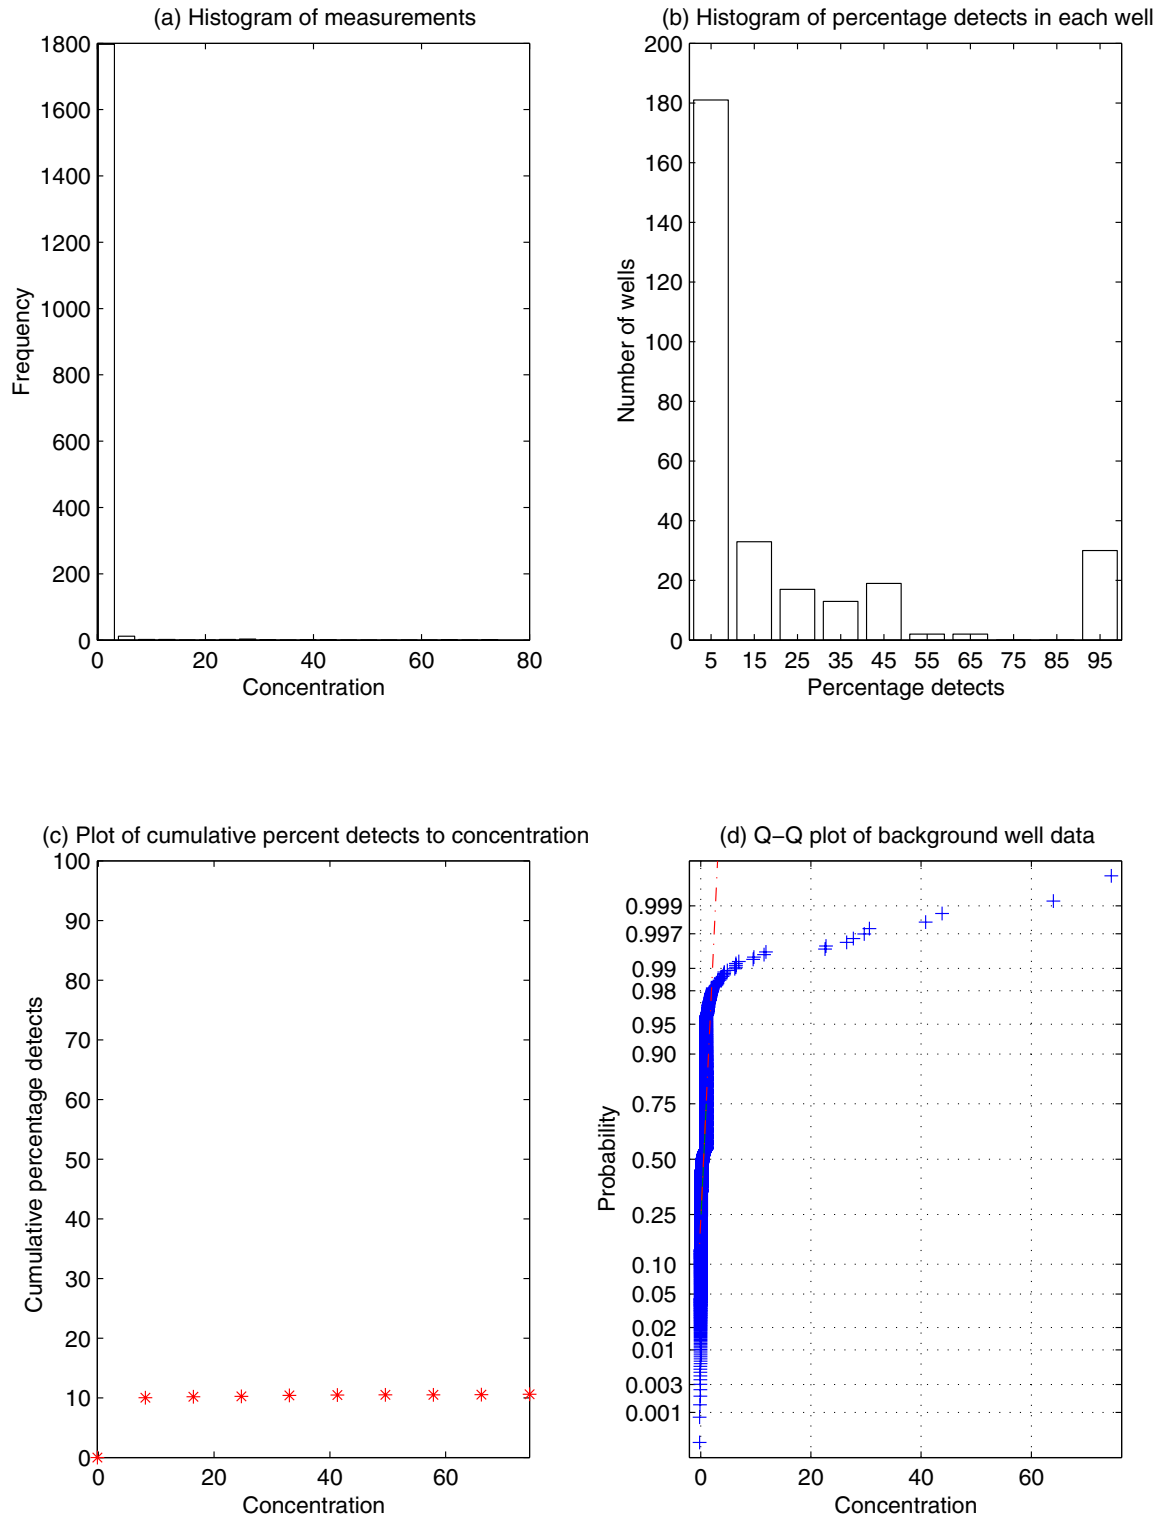 (a) Histogram of measurements
1800
1600
1400
1200
1000
800
600
400
200
0
0 20 40 60 80
Frequency
Concentration
(b) Histogram of percentage detects in each well
200
180
160
140
120
100
80
60
40
20
0
5 15 25 35 45 55 65 75 85 95
Number of wells
Percentage detects
(c) Plot of cumulative percent detects to concentration
100
90
80
70
60
50
40
30
20
10
0
0 20 40 60
Cumulative percentage detects
Concentration
(d) Q−Q plot of background well data
0.999
0.997
0.99
0.98
0.95
0.90
0.75
0.50
0.25
0.10
0.05
0.02
0.01
0.003
0.001
0 20 40 60
Probability
Concentration